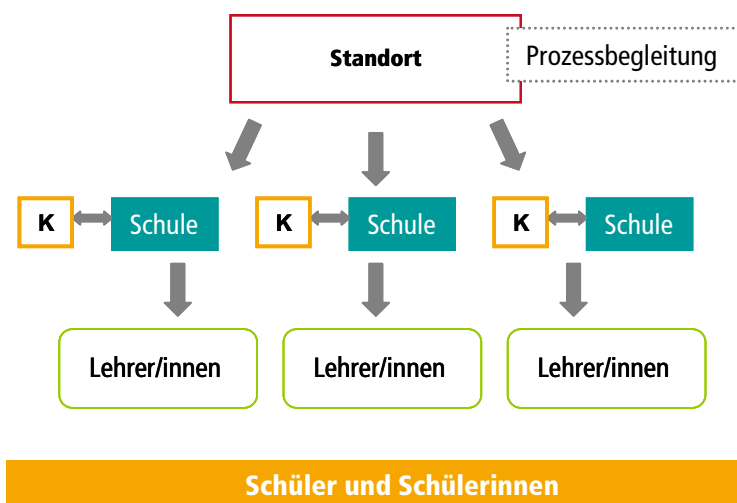 Standort
Prozessbegleitung
K
Schule
K
Schule
K
Schule
Lehrer/innen
Lehrer/innen
Lehrer/innen
Schüler und Schülerinnen